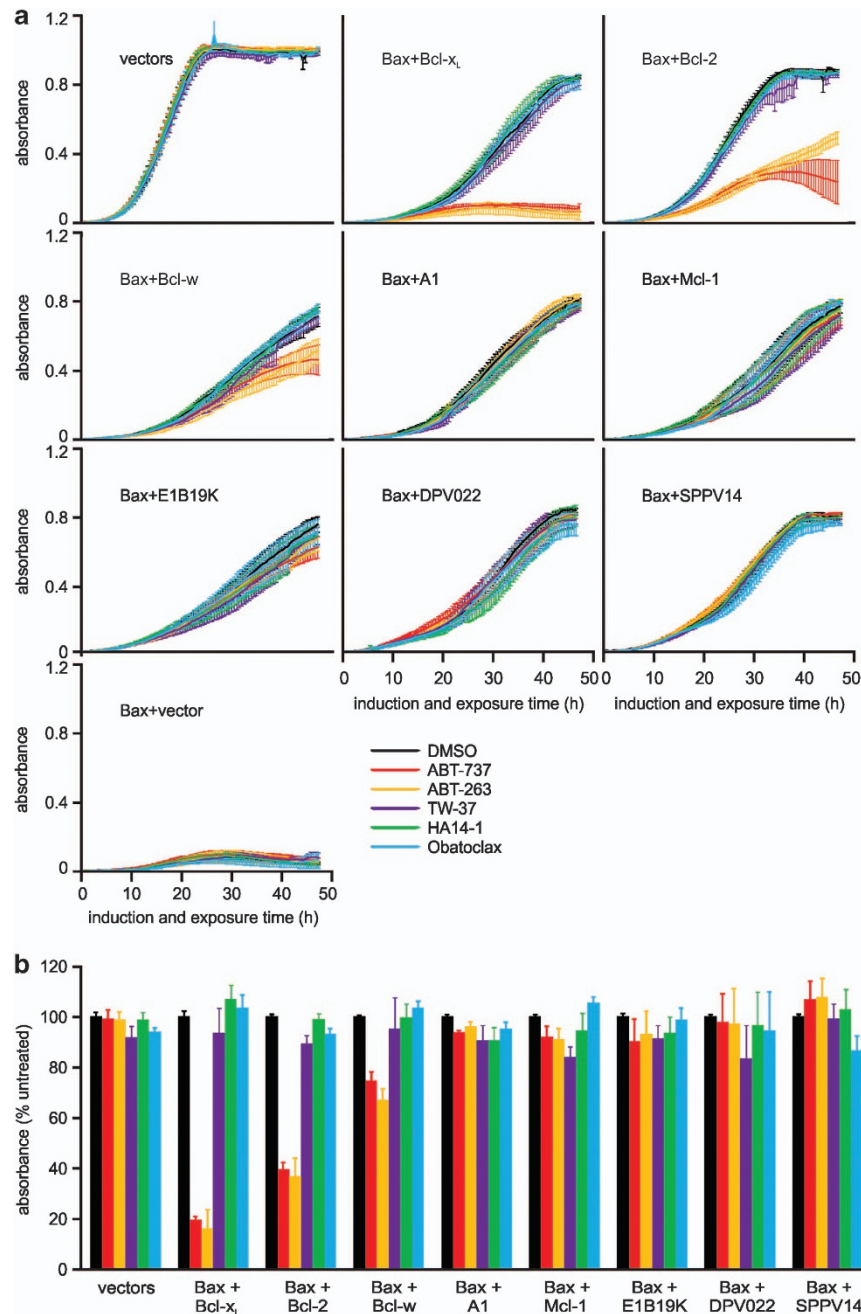 a
1.2
0.8
0.4
0
absorbance
vectors
Bax+Bcl-xL
Bax+Bcl-2
1.2
0.8
0.4
0
absorbance
Bax+Bcl-w
Bax+A1
Bax+Mcl-1
1.2
0.8
0.4
0
absorbance
Bax+E1B19K
Bax+DPV022
Bax+SPPV14
0 10 20 30 40 50
0 10 20 30 40 50
induction and exposure time (h)
induction and exposure time (h)
1.2
0.8
0.4
0
absorbance
Bax+vector
0 10 20 30 40 50
induction and exposure time (h)
DMSO
ABT-737
ABT-263
TW-37
HA14-1
Obatoclax
b
120
100
80
60
40
20
0
absorbance (% untreated)
vectors
Bax +
Bcl-xL
Bax +
Bcl-2
Bax +
Bcl-w
Bax +
A1
Bax +
Mcl-1
Bax +
E1B19K
Bax +
DPV022
Bax +
SPPV14